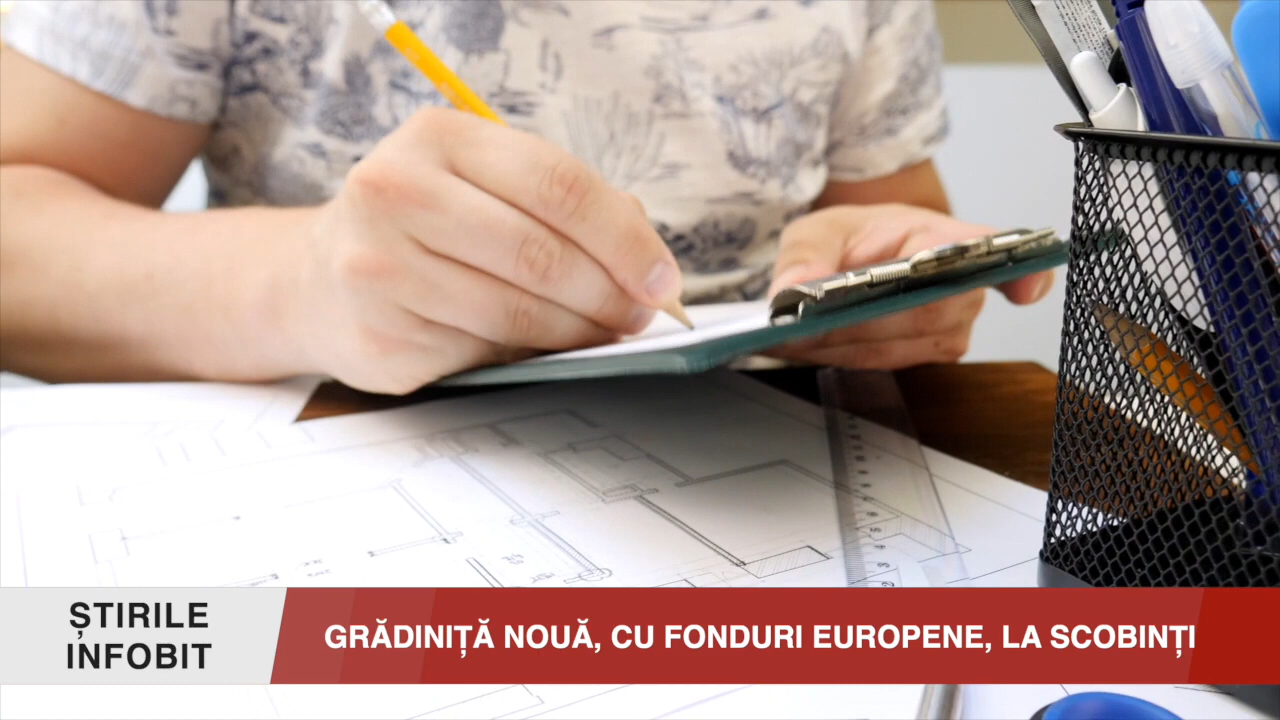 ȘTIRILE
INFOBIT
GRĂDINIȚĂ NOUĂ, CU FONDURI EUROPENE, LA SCOBINȚI